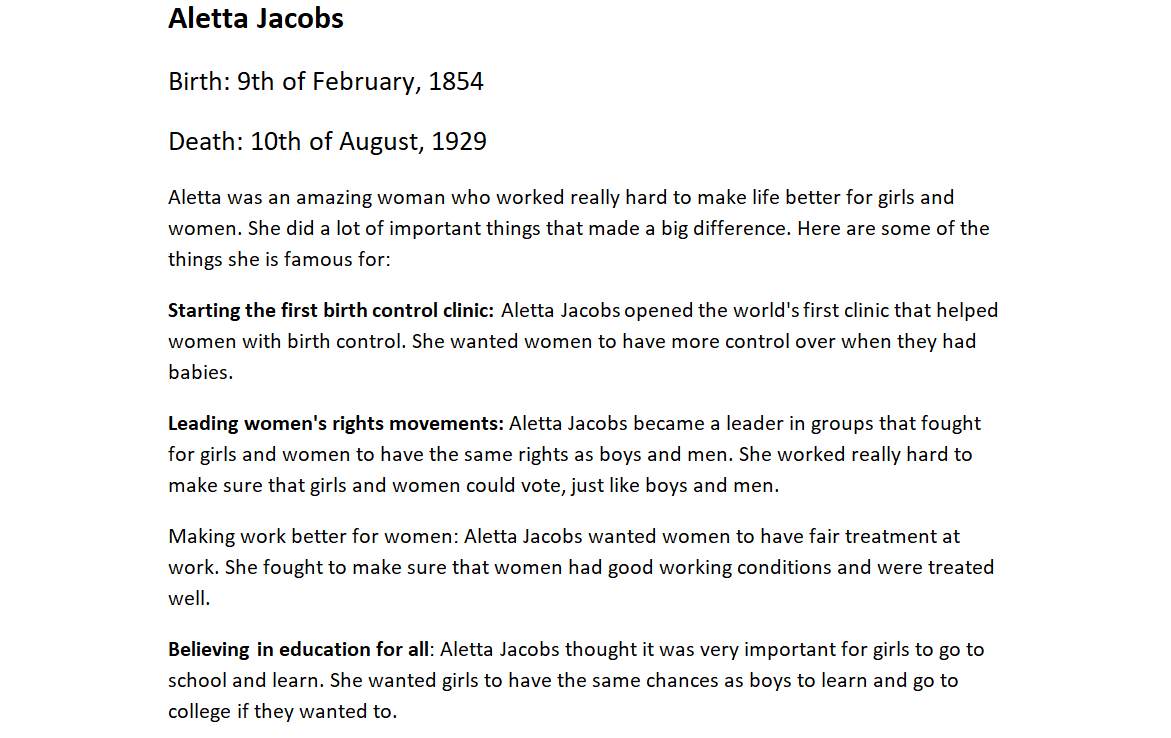 Aletta Jacobs
Birth: 9th of February, 1854
Death: 10th of August, 1929
Aletta was an amazing woman who worked really hard to make life better for girls and
women. She did a lot of important things that made a big difference. Here are some of the
things she is famous for:
Starting the first birth control clinic: Aletta Jacobs opened the world's first clinic that helped
women with birth control. She wanted women to have more control over when they had
babies.
Leading women's rights movements: Aletta Jacobs became a leader in groups that fought
for girls and women to have the same rights as boys and men. She worked really hard to
make sure that girls and women could vote, just like boys and men.
Making work better for women: Aletta Jacobs wanted women to have fair treatment at
work. She fought to make sure that women had good working conditions and were treated
well.
Believing in education for all: Aletta Jacobs thought it was very important for girls to go to
school and learn. She wanted girls to have the same chances as boys to learn and go to
college if they wanted to.